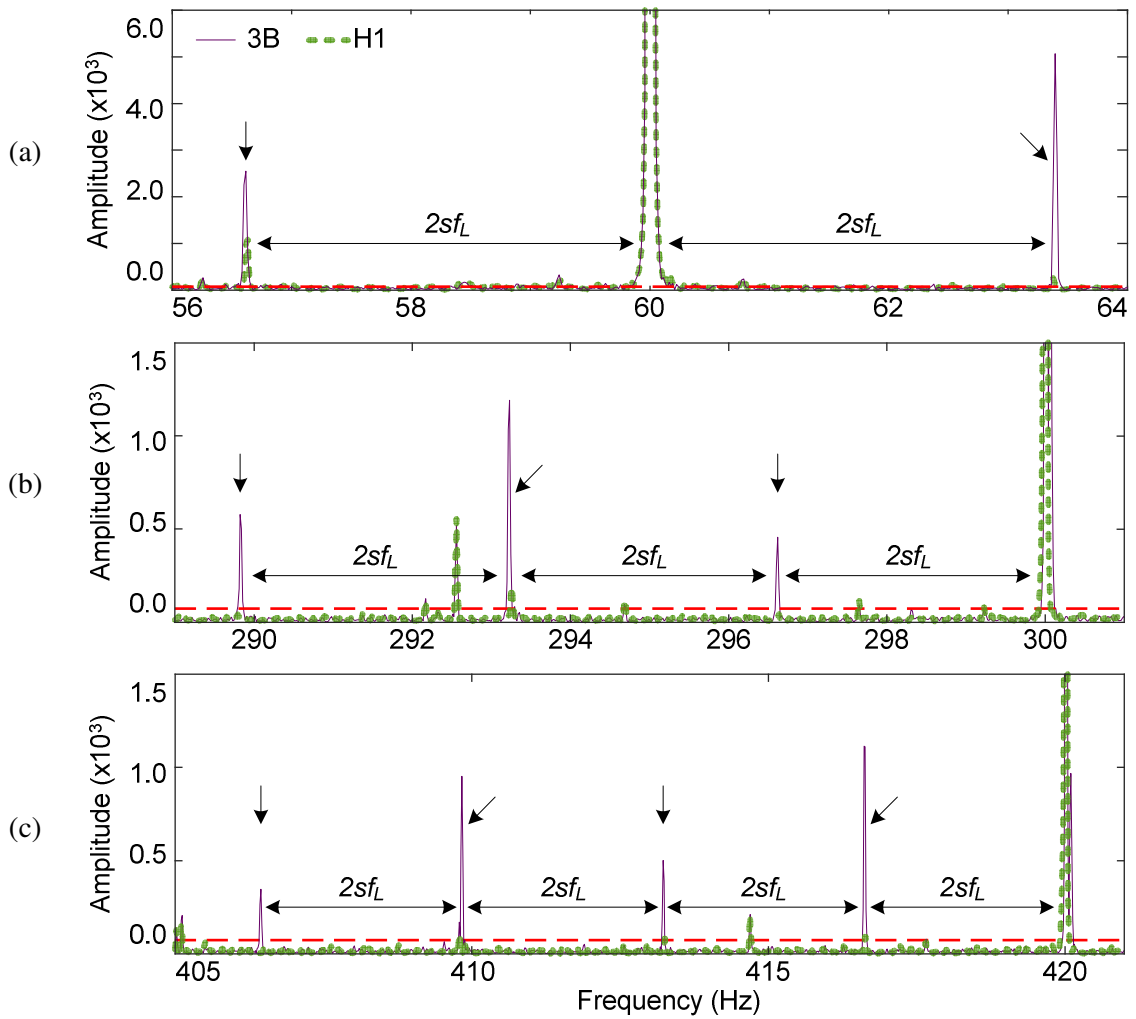 (a)
Amplitude (x10³)
6.0
4.0
2.0
0.0
3B
H1
2sf_L
2sf_L
56
58
60
62
64
(b)
Amplitude (x10³)
1.5
1.0
0.5
0.0
2sf_L
2sf_L
2sf_L
290
292
294
296
298
300
(c)
Amplitude (x10³)
1.5
1.0
0.5
0.0
2sf_L
2sf_L
2sf_L
2sf_L
405
410
415
420
Frequency (Hz)